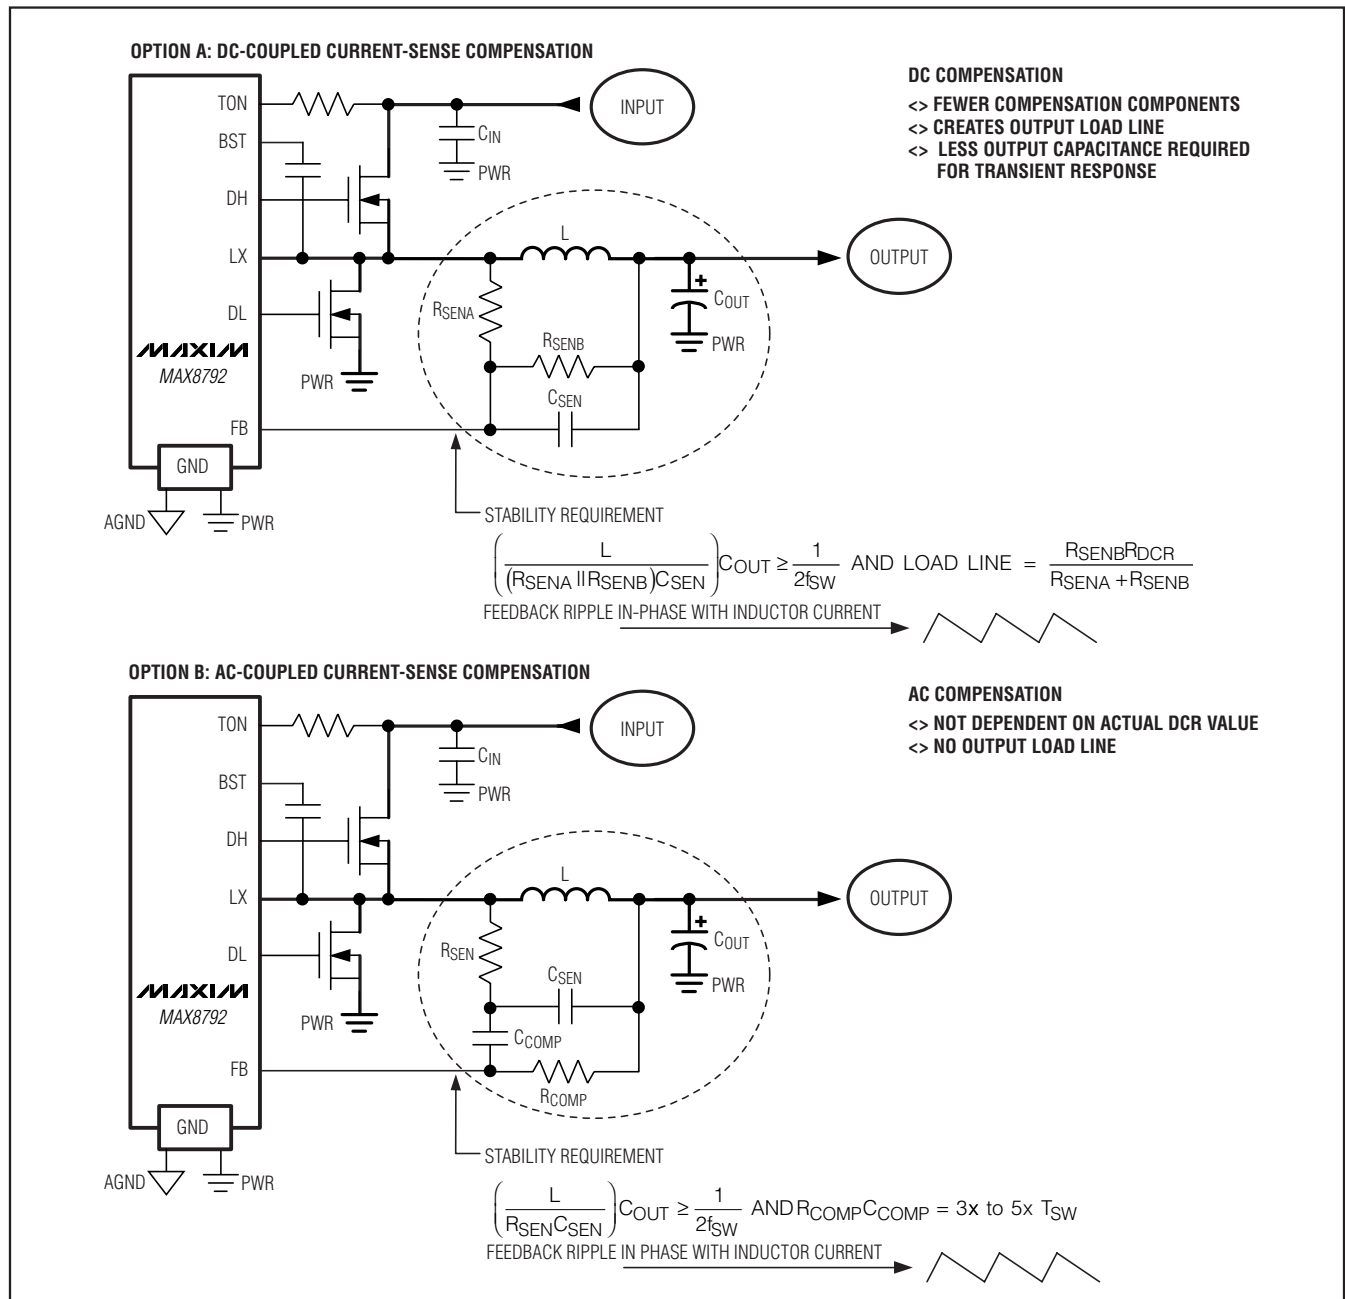 OPTION A: DC-COUPLED CURRENT-SENSE COMPENSATION
DC COMPENSATION
<> FEWER COMPENSATION COMPONENTS
<> CREATES OUTPUT LOAD LINE
<> LESS OUTPUT CAPACITANCE REQUIRED
FOR TRANSIENT RESPONSE
TON
INPUT
BST
CIN
PWR
DH
L
LX
OUTPUT
COUT
RSENA
DL
RSENB
PWR
MAXIM
MAX8792
PWR
CSEN
FB
GND
AGND
PWR
STABILITY REQUIREMENT
(L / (RSENA || RSENB)CSEN) COUT ≥ 1 / 2fSW AND LOAD LINE = RSENBRDCR / RSENA + RSENB
FEEDBACK RIPPLE IN-PHASE WITH INDUCTOR CURRENT
OPTION B: AC-COUPLED CURRENT-SENSE COMPENSATION
AC COMPENSATION
<> NOT DEPENDENT ON ACTUAL DCR VALUE
<> NO OUTPUT LOAD LINE
TON
INPUT
CIN
BST
PWR
DH
L
LX
OUTPUT
COUT
RSEN
DL
CSEN
PWR
MAXIM
MAX8792
PWR
CCOMP
FB
RCOMP
GND
AGND
PWR
STABILITY REQUIREMENT
(L / RSENCSEN) COUT ≥ 1 / 2fSW AND RCOMPCCOMP = 3x to 5x TSW
FEEDBACK RIPPLE IN PHASE WITH INDUCTOR CURRENT